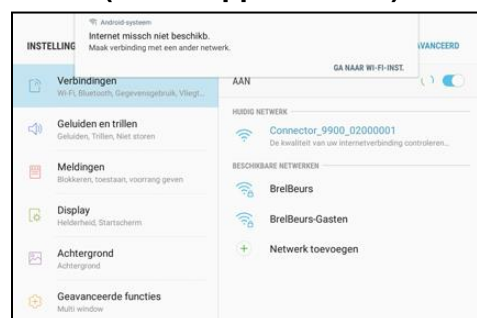 Android-systeem
Internet missch niet beschikb.
Maak verbinding met een ander netwerk.
GA NAAR WI-FI-INST.
INSTELLING
VANCEERD
Verbindingen
Wi-Fi, Bluetooth, Gegevensgebruik, Vliegt...
Geluiden en trillen
Geluiden, Trillen, Niet storen
Meldingen
Blokkeren, toestaan, voorrang geven
Display
Helderheid, Startscherm
Achtergrond
Achtergrond
Geavanceerde functies
Multi window
AAN
HUIDIG NETWERK
Connector_9900_02000001
De kwaliteit van uw internetverbinding controleren...
BESCHIKBARE NETWERKEN
BrelBeurs
BrelBeurs-Gasten
Netwerk toevoegen